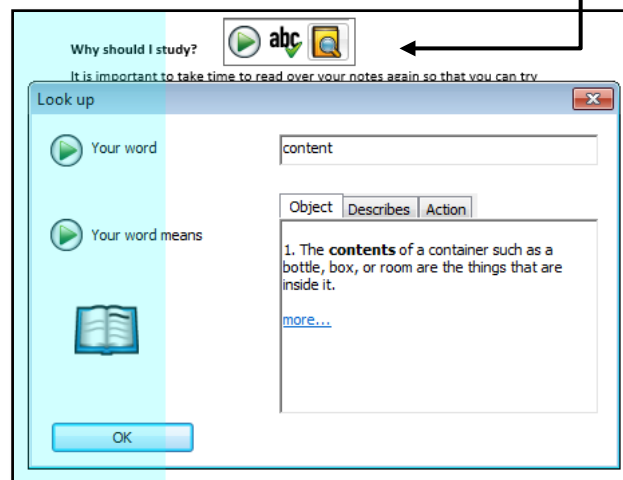 Why should I study? abc
It is important to take time to read over your notes again so that you can try
Look up
Your word content
Object Describes Action
Your word means
1. The contents of a container such as a
bottle, box, or room are the things that are
inside it.
more...
OK